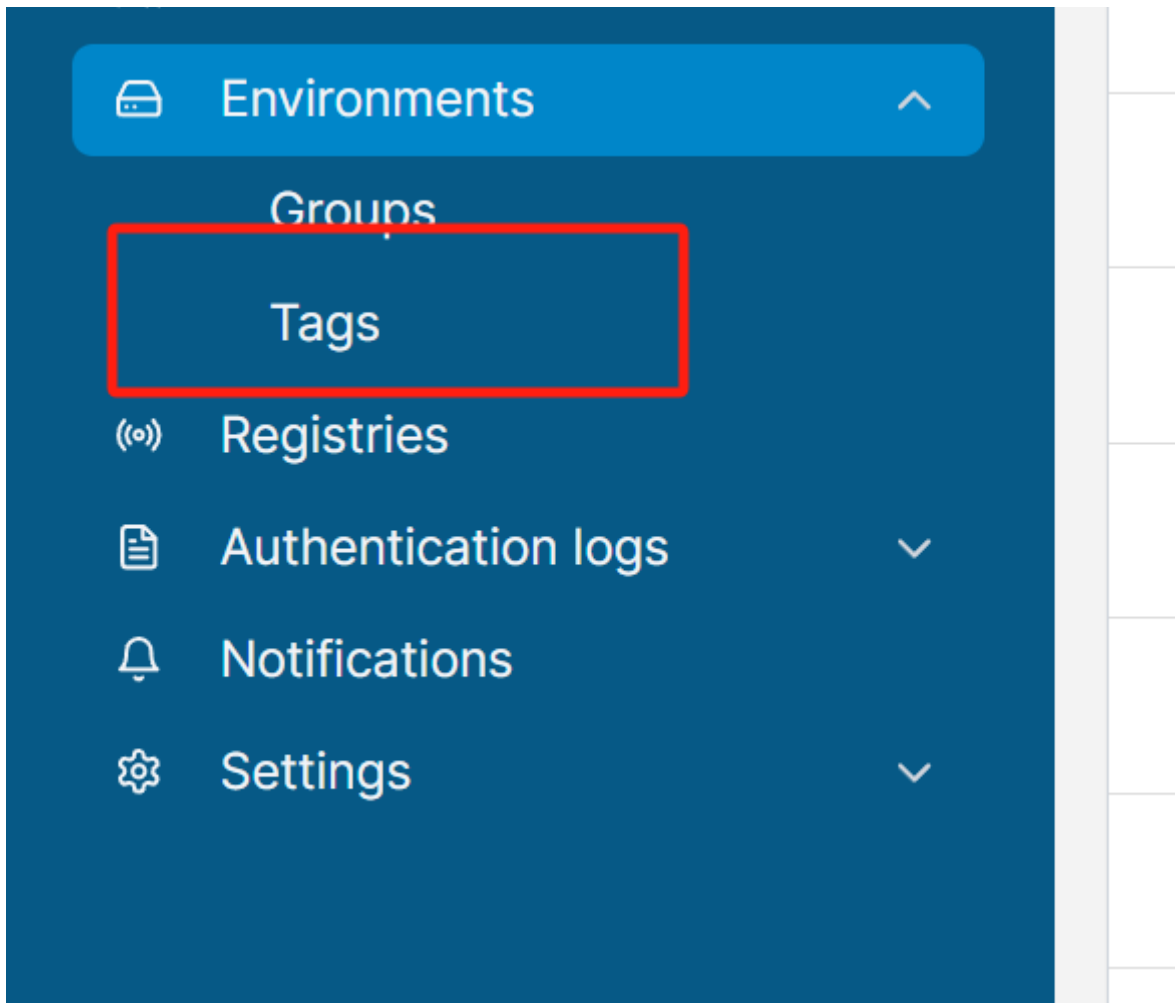 Environments
Groups
Tags
Registries
Authentication logs
Notifications
Settings